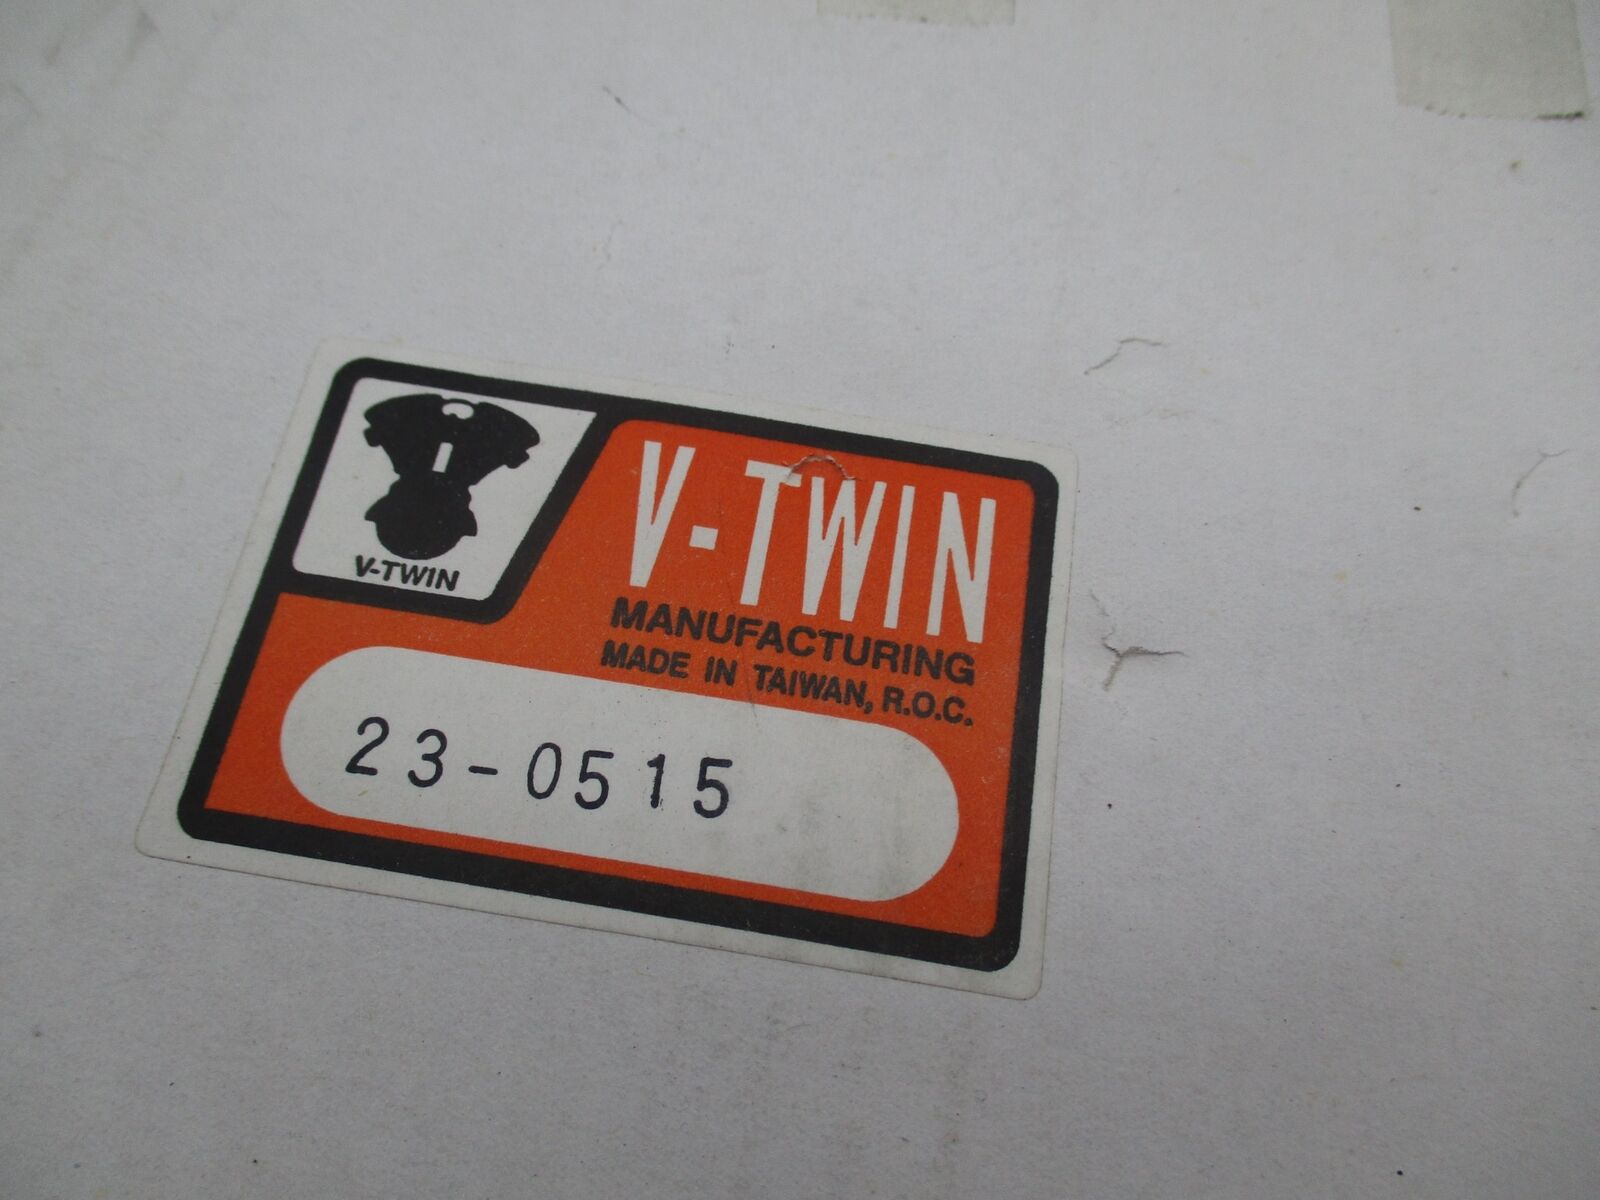 V-TWIN
V-TWIN
MANUFACTURING
MADE IN TAIWAN, R.O.C.
23-0515